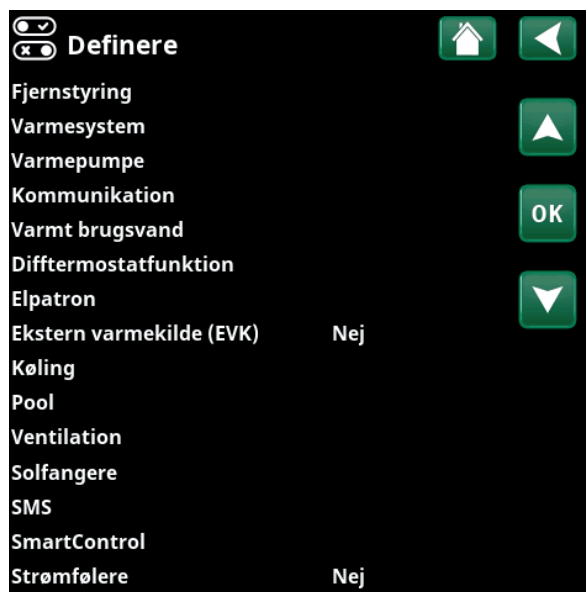 Definere
Fjernstyring
Varmesystem
Varmepumpe
Kommunikation
Varmt brugsvand
OK
Difftermostatfunktion
Elpatron
Ekstern varmekilde (EVK) Nej
Køling
Pool
Ventilation
Solfangere
SMS
SmartControl
Strømfølere Nej